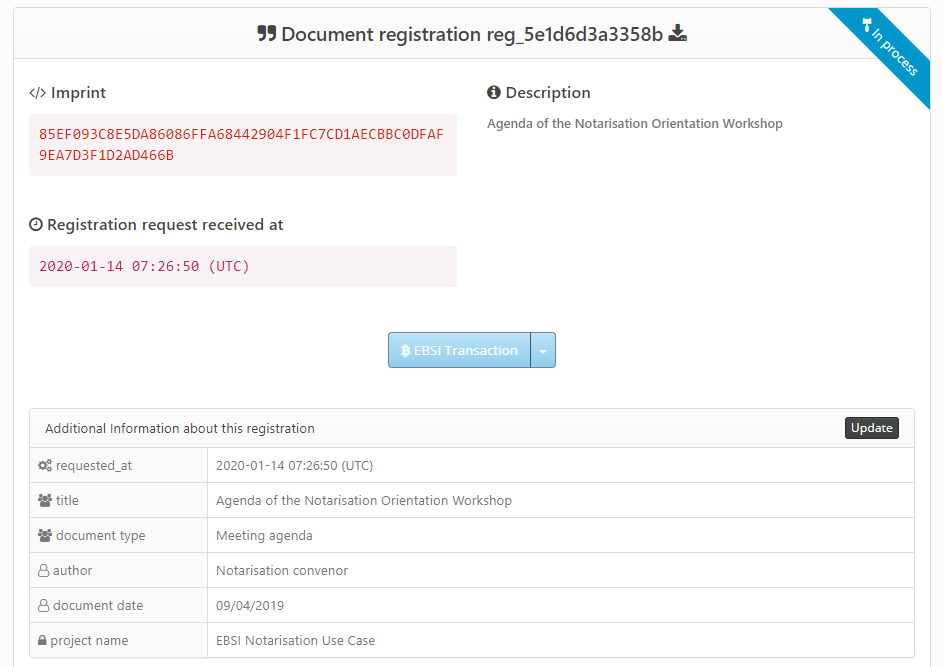 Document registration reg_5e1d6d3a3358b
In process
Imprint
85EF093C8E5DA86086FFA68442904F1FC7CD1AECBBC0DFAF
9EA7D3F1D2AD466B
Description
Agenda of the Notarisation Orientation Workshop
Registration request received at
2020-01-14 07:26:50 (UTC)
EBSI Transaction
Additional Information about this registration
Update
requested_at 2020-01-14 07:26:50 (UTC)
title Agenda of the Notarisation Orientation Workshop
document type Meeting agenda
author Notarisation convenor
document date 09/04/2019
project name EBSI Notarisation Use Case